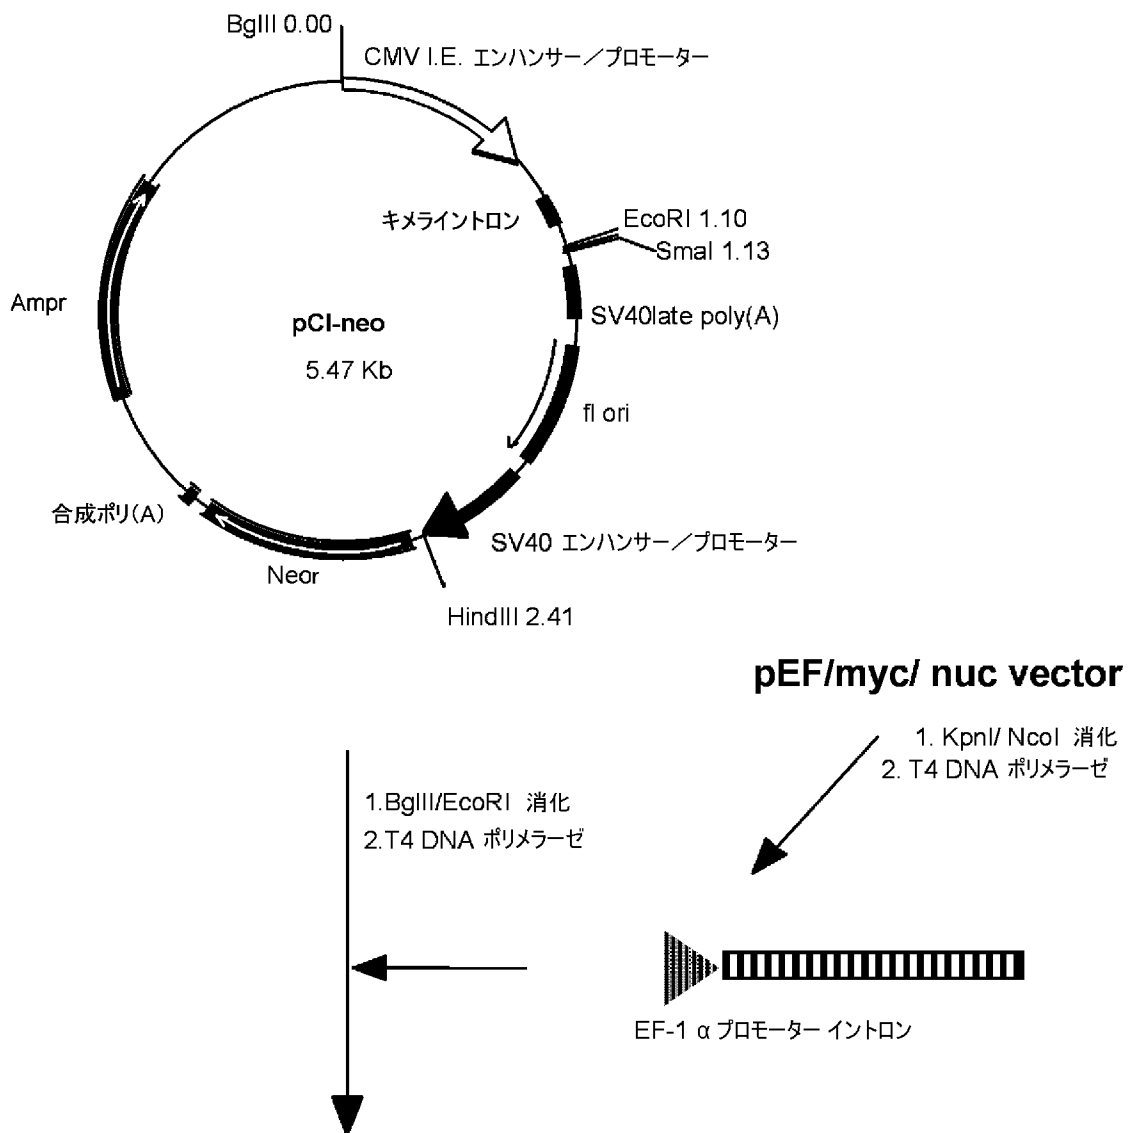 BglII 0.00
CMV I.E. エンハンサー／プロモーター
キメライントロン
EcoRI 1.10
SmaI 1.13
Ampr
pCI-neo
SV40late poly(A)
5.47 Kb
fl ori
合成ポリ(A)
SV40 エンハンサー／プロモーター
Neor
HindIII 2.41
pEF/myc/ nuc vector
1. KpnI/ NcoI 消化
2. T4 DNA ポリメラーゼ
1.BglII/EcoRI 消化
2.T4 DNA ポリメラーゼ
EF-1 α プロモーター イントロン